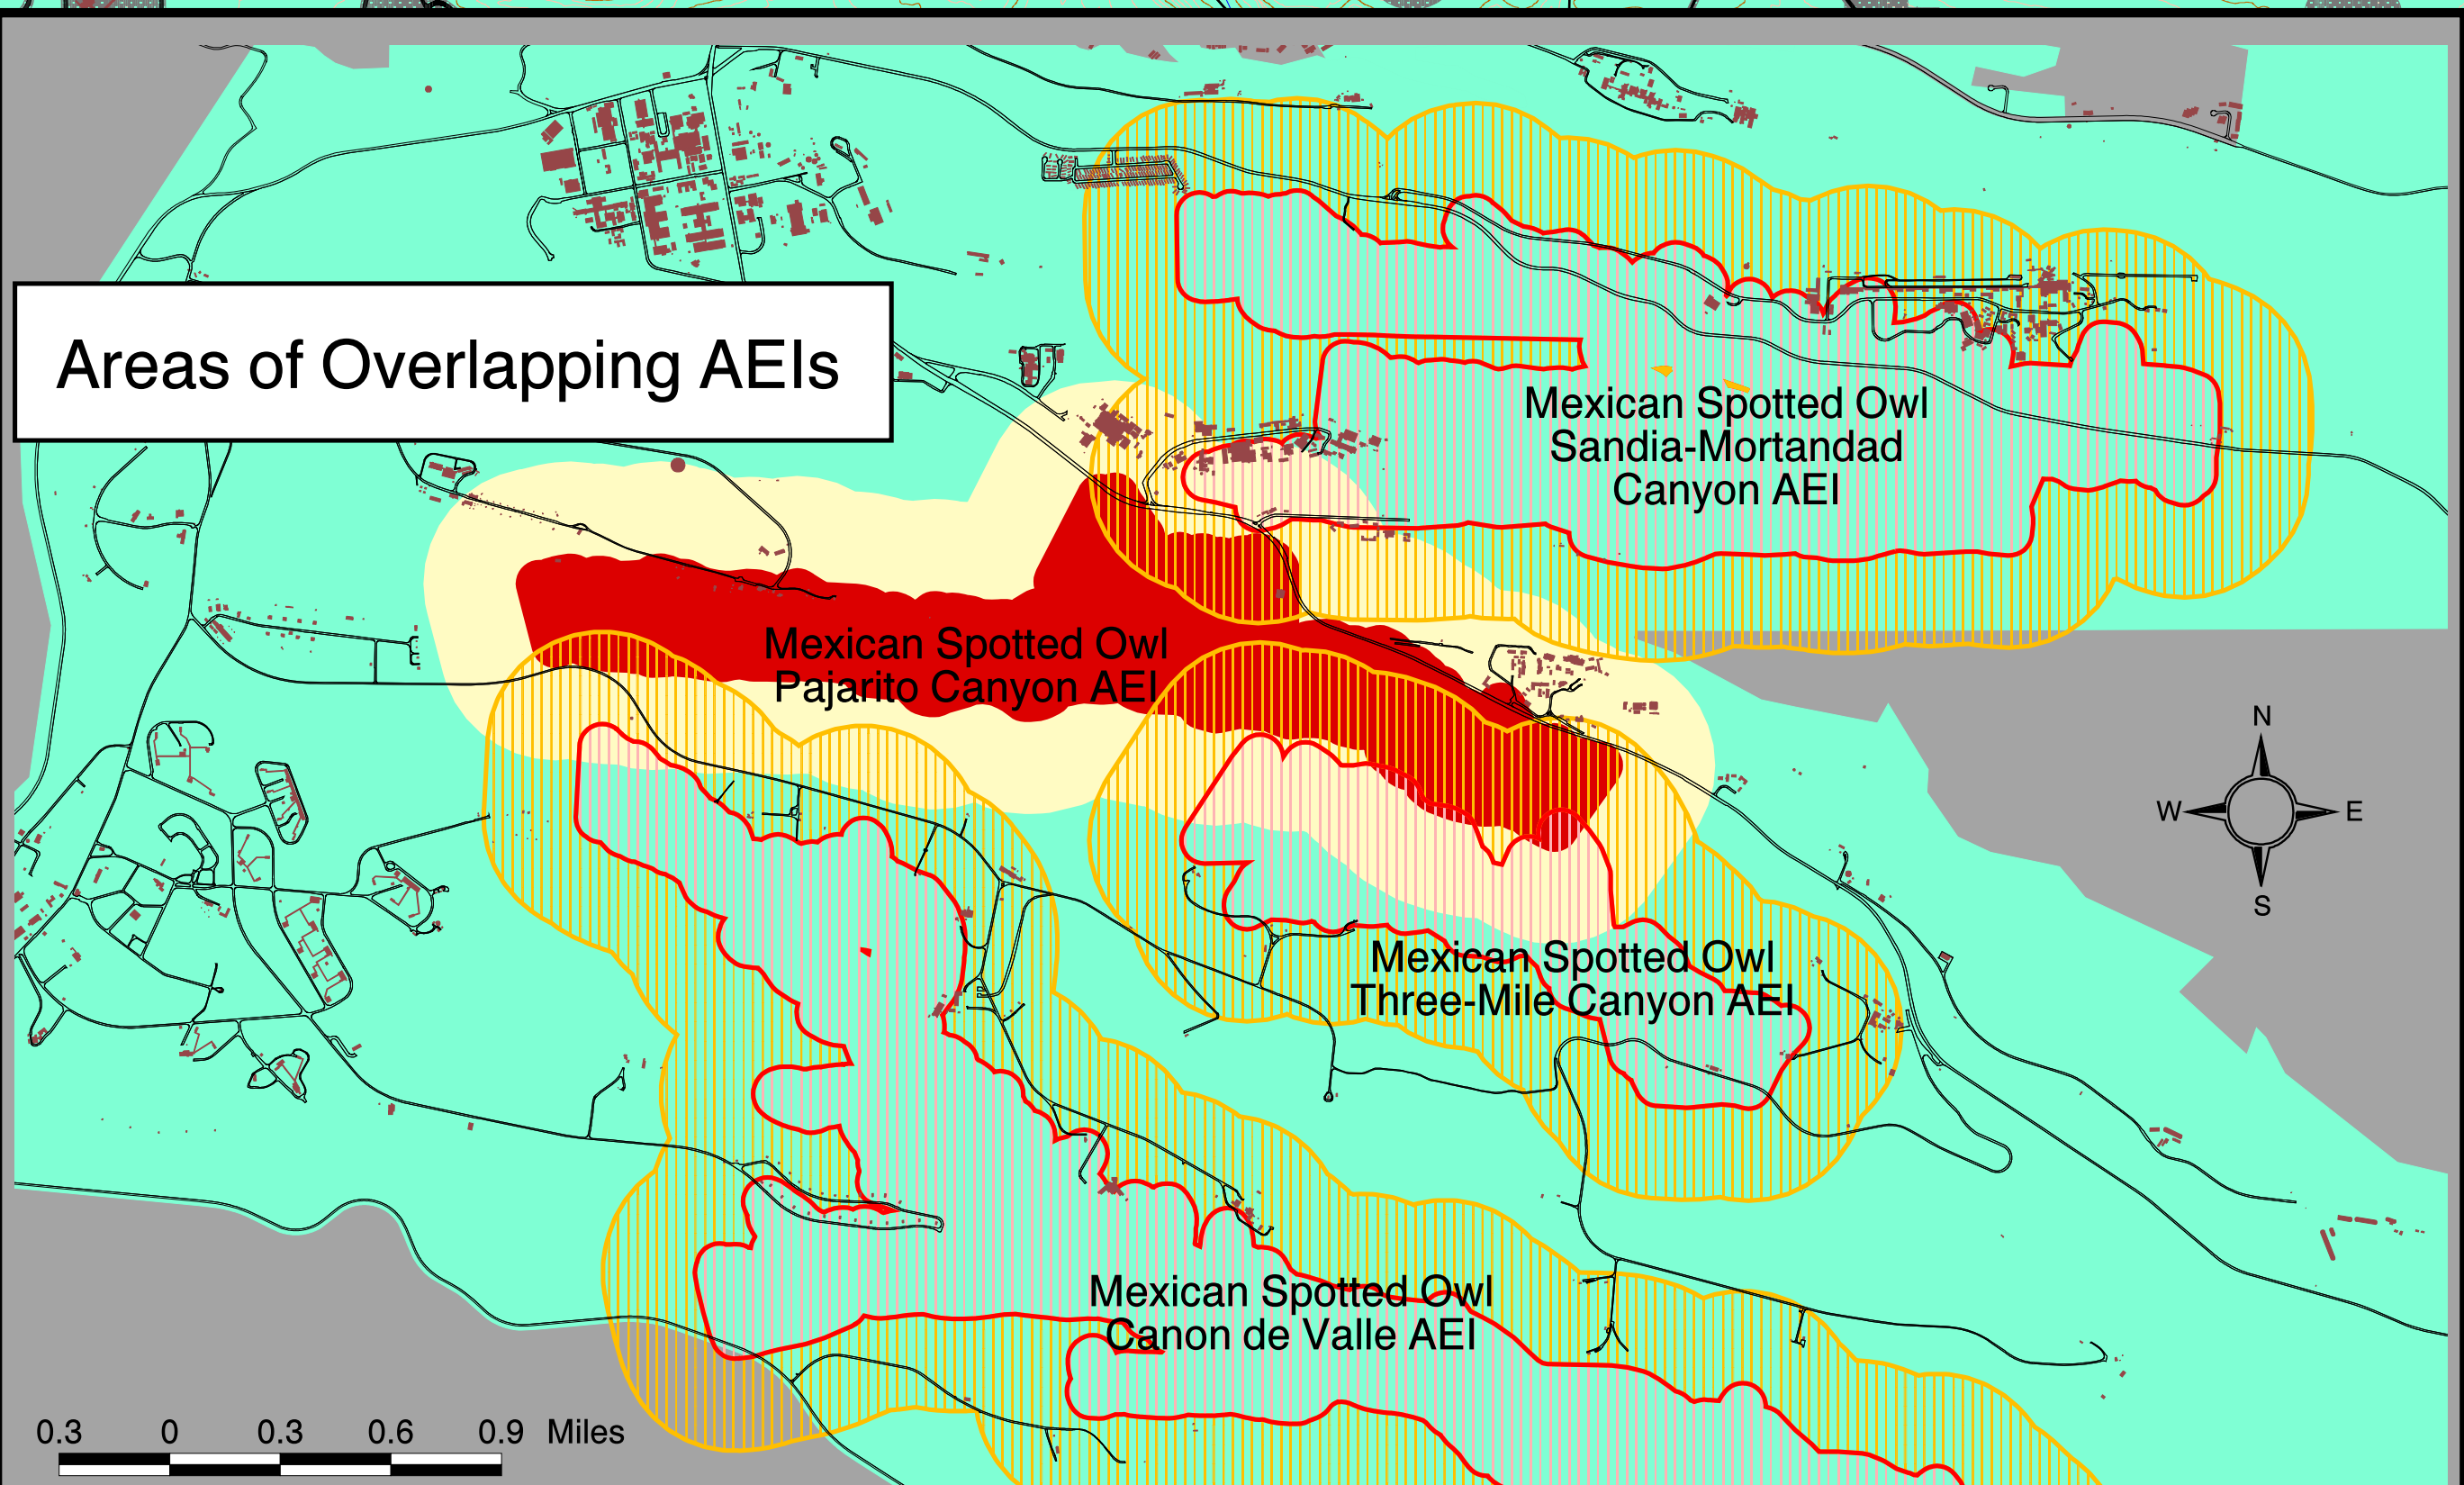 Areas of Overlapping AEIs
Mexican Spotted Owl
Sandia-Mortandad
Canyon AEI
Mexican Spotted Owl
Pajarito Canyon AEI
N
W
E
S
Mexican Spotted Owl
Three-Mile Canyon AEI
Mexican Spotted Owl
Canon de Valle AEI
0.3 0 0.3 0.6 0.9 Miles